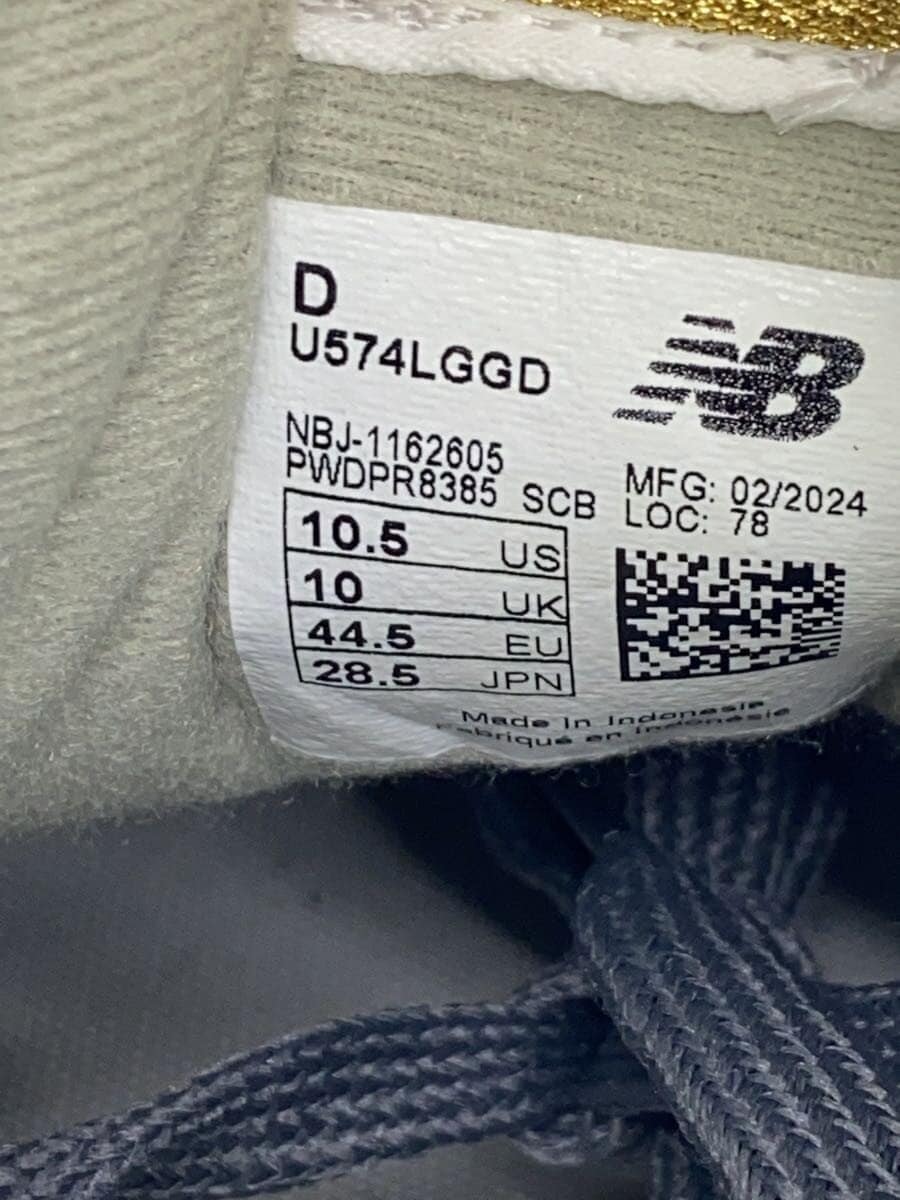 D
U574LGGD
NB
NBJ-1162605
PWDPR8385 SCB
MFG: 02/2024
LOC: 78
10.5 US
10 UK
44.5 EU
28.5 JPN
Made in Indonesia
Fabriqué en Indonésie